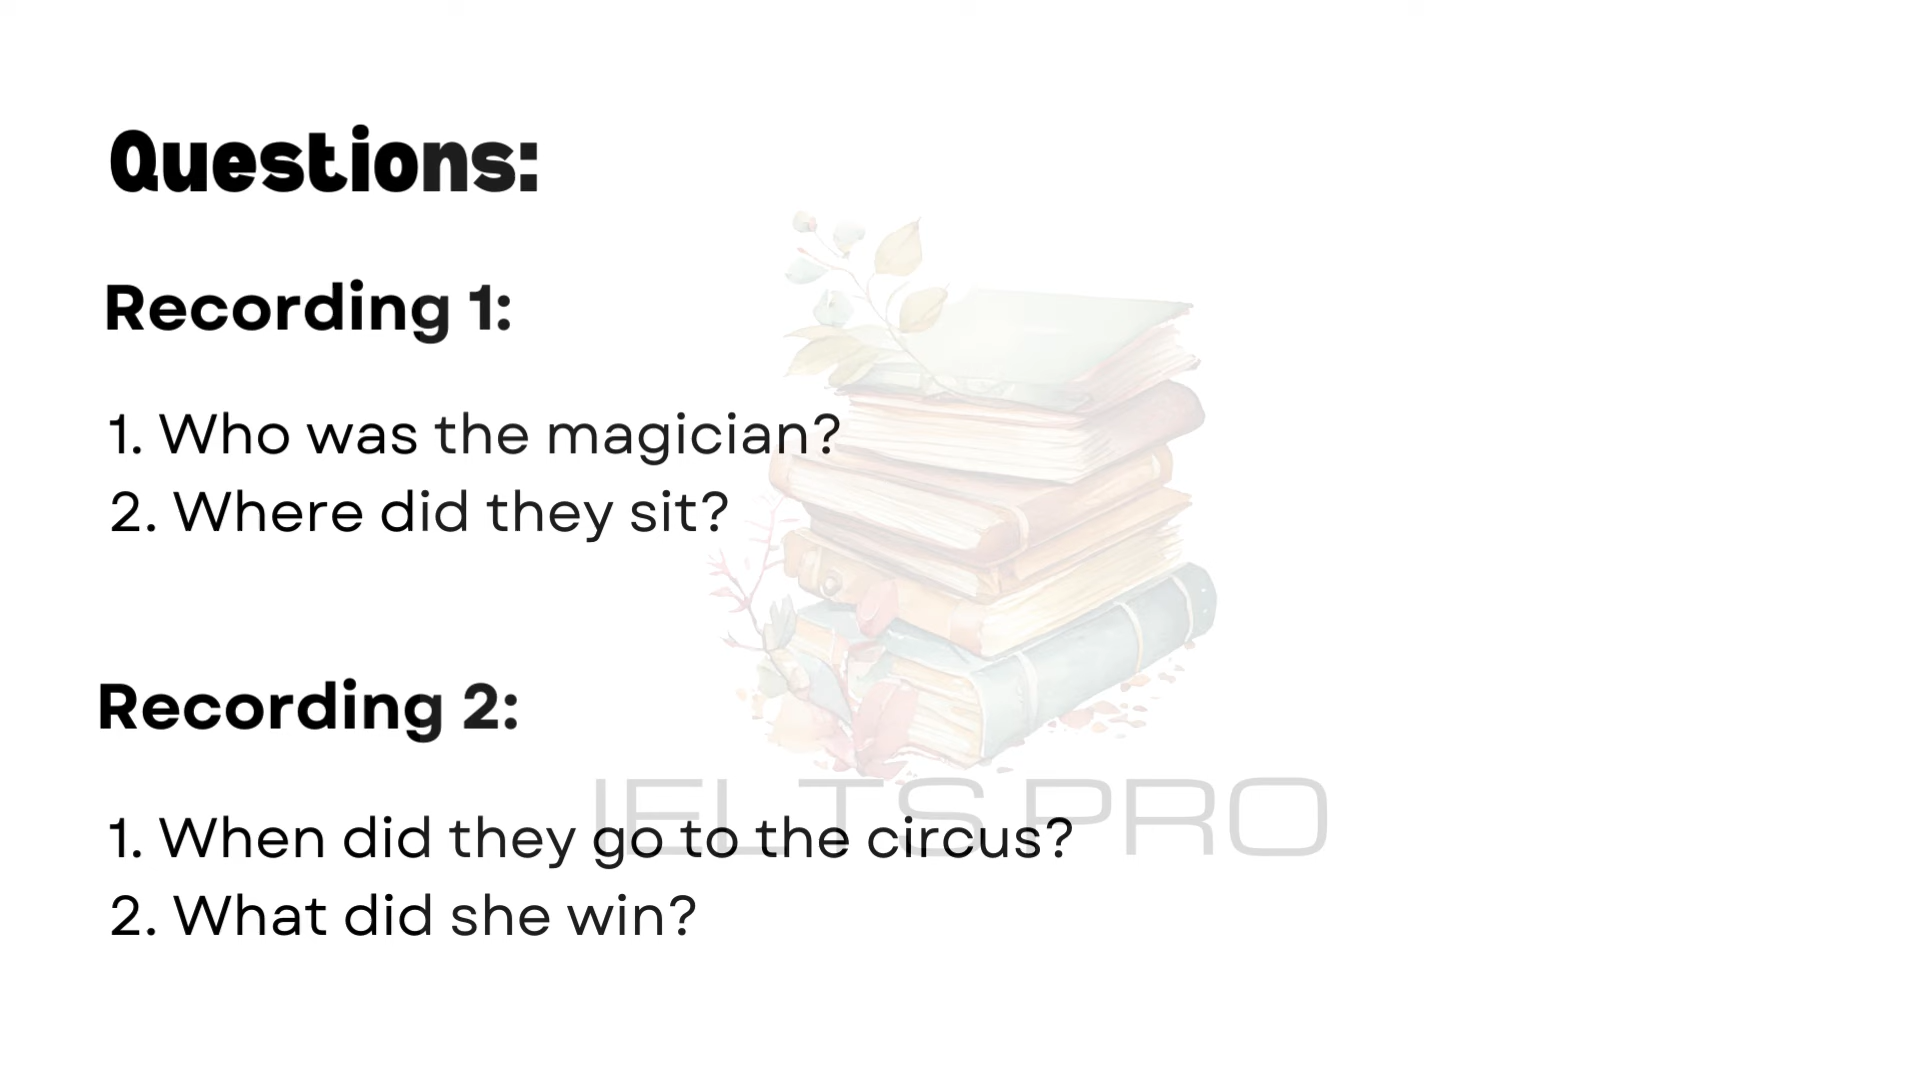 Questions:
Recording 1:
1. Who was the magician?
2. Where did they sit?
Recording 2:
IELTS PRO
1. When did they go to the circus?
2. What did she win?